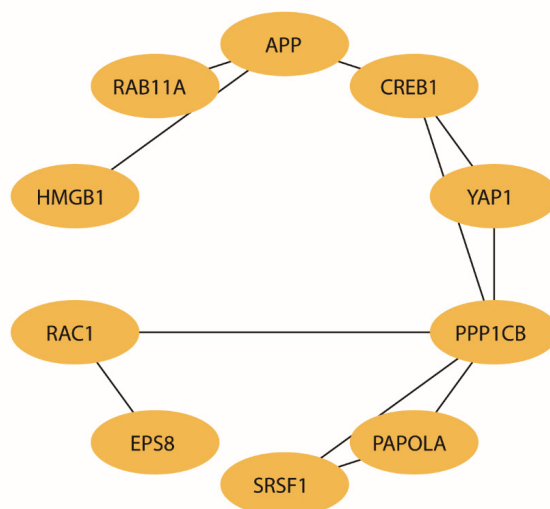 APP
RAB11A
CREB1
HMGB1
YAP1
RAC1
PPP1CB
EPS8
PAPOLA
SRSF1